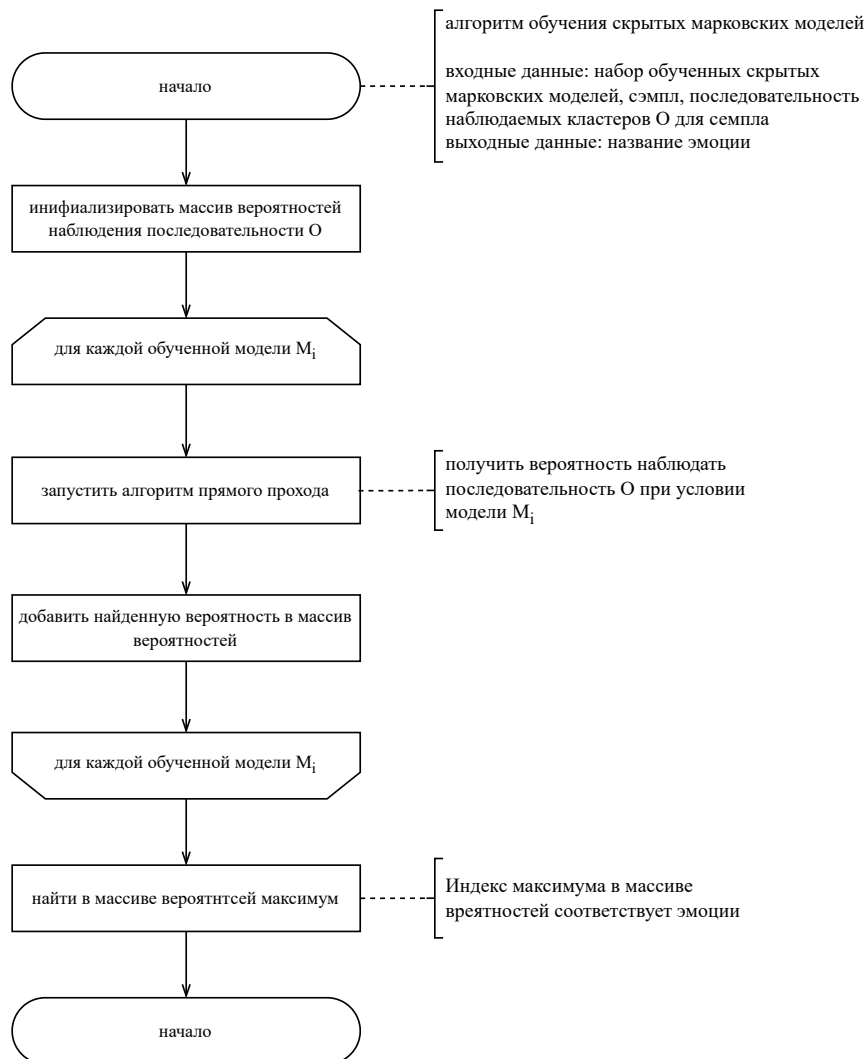 алгоритм обучения скрытых марковских моделей
входные данные: набор обученных скрытых
марковских моделей, сэмпл, последовательность
наблюдаемых кластеров О для семпла
выходные данные: название эмоции
начало
инифиализировать массив вероятностей
наблюдения последовательности О
для каждой обученной модели Mi
запустить алгоритм прямого прохода
получить вероятность наблюдать
последовательность О при условии
модели Mi
добавить найденную вероятность в массив
вероятностей
для каждой обученной модели Mi
найти в массиве вероятнтсей максимум
Индекс максимума в массиве
вреятностей соответствует эмоции
начало